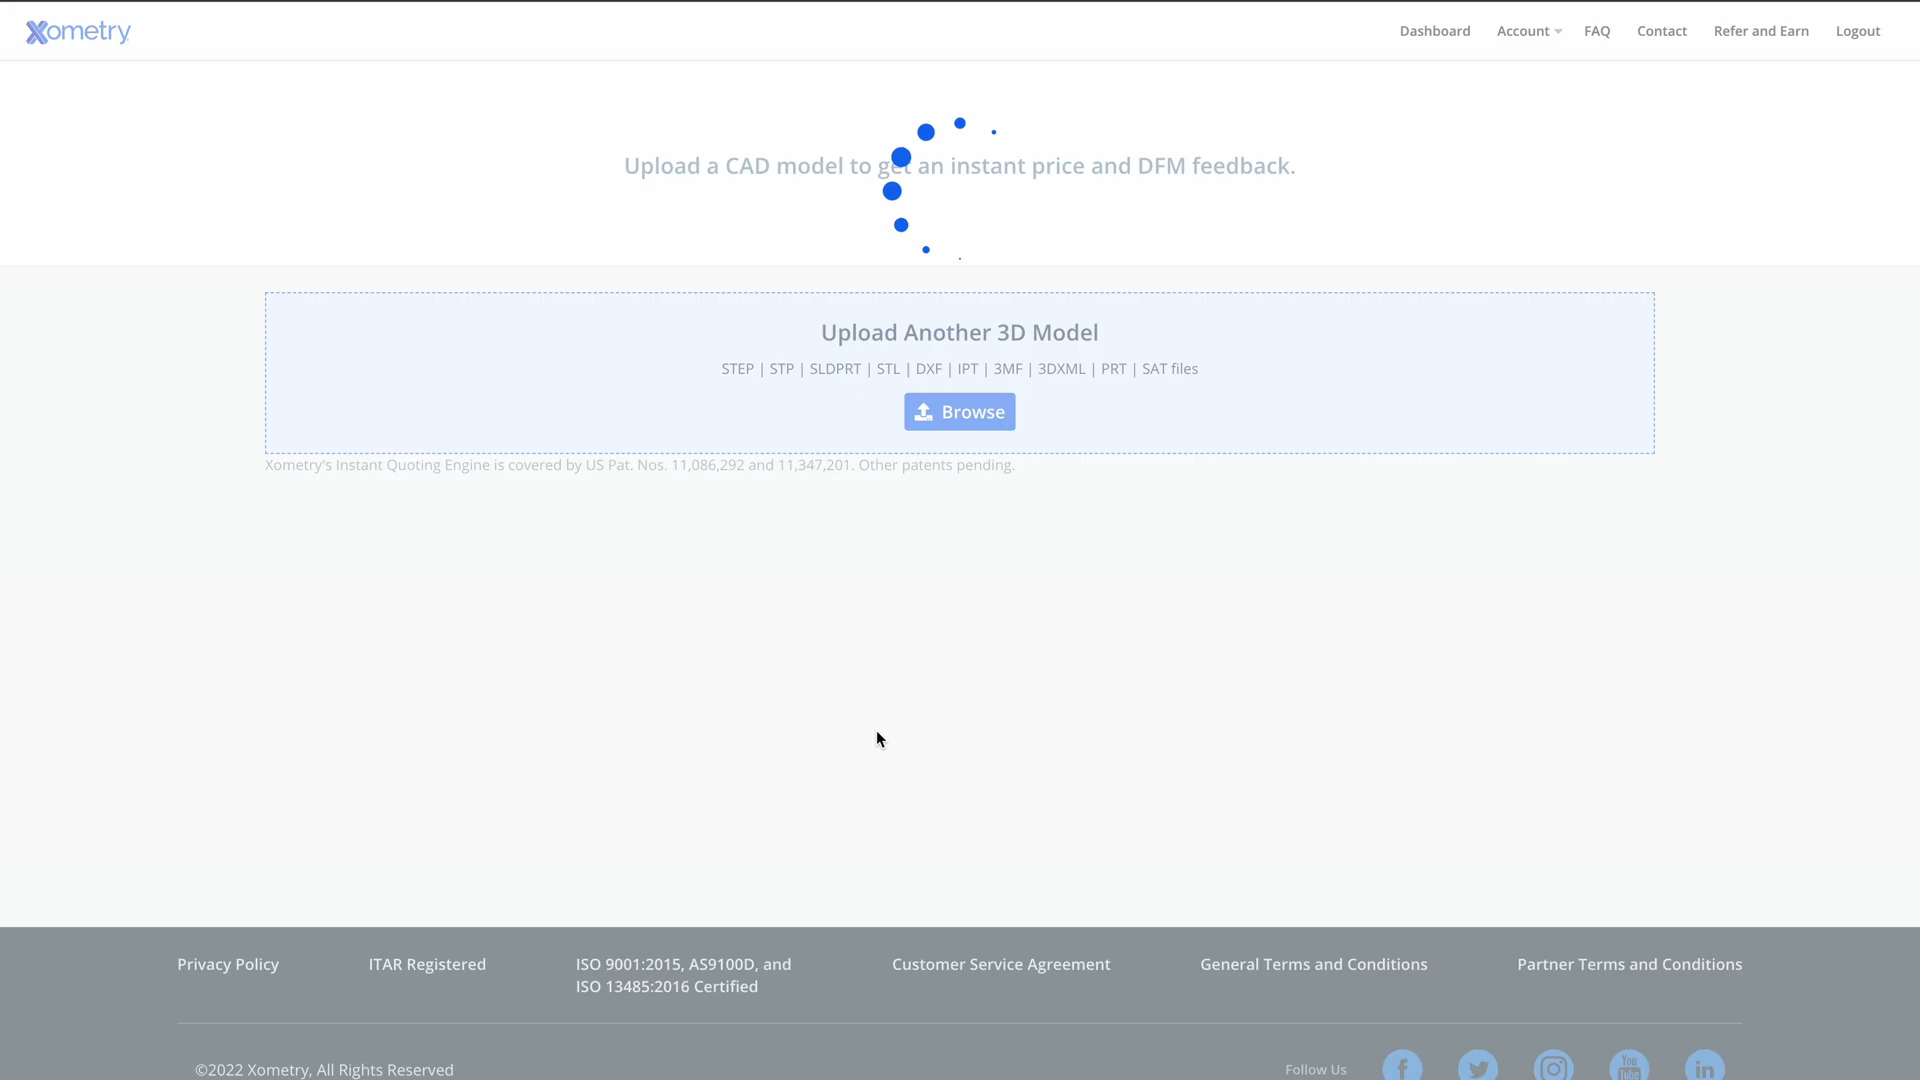 Xometry
Dashboard
Account
FAQ
Contact
Refer and Earn
Logout
Upload a CAD model to get an instant price and DFM feedback.
Upload Another 3D Model
STEP | STP | SLDPRT | STL | DXF | IPT | 3MF | 3DXML | PRT | SAT files
Browse
Xometry's Instant Quoting Engine is covered by US Pat. Nos. 11,086,292 and 11,347,201. Other patents pending.
Privacy Policy
ITAR Registered
ISO 9001:2015, AS9100D, and
ISO 13485:2016 Certified
Customer Service Agreement
General Terms and Conditions
Partner Terms and Conditions
©2022 Xometry, All Rights Reserved
Follow Us
f
You
Tube
in